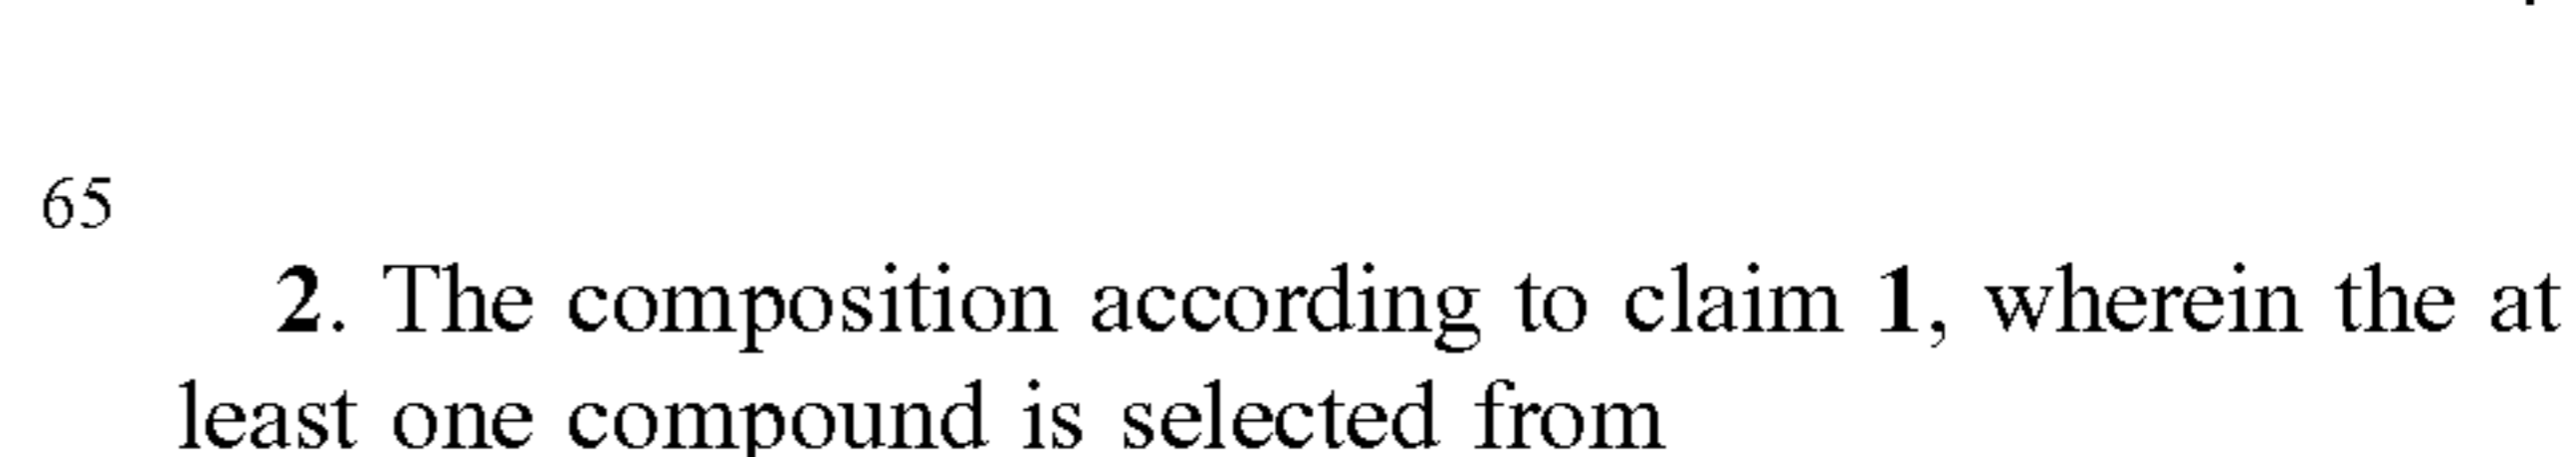 65
2. The composition according to claim 1, wherein the at
least one compound is selected from